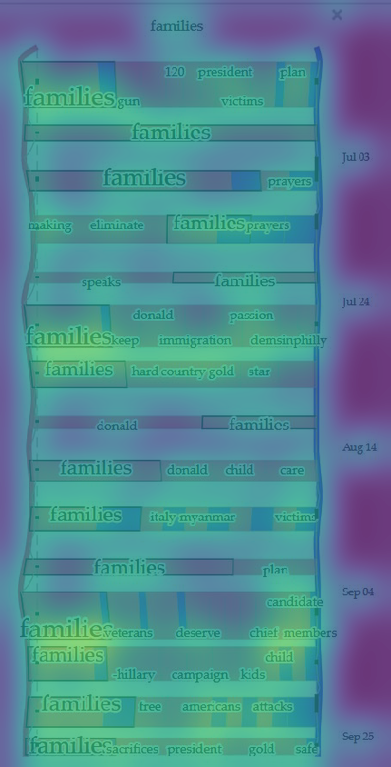 families
120 president plan
families gun victims
families
Jul 03
families prayers
making eliminate families prayers
speaks families
Jul 24
donald passion
families keep immigration demsinphilly
families hard country gold star
donald families
Aug 14
families donald child care
families italy myanmar victims
families plan
Sep 04
candidate
families veterans deserve chief members
families child
-hillary campaign kids
families tree americans attacks
Sep 25
families sacrifices president gold safe